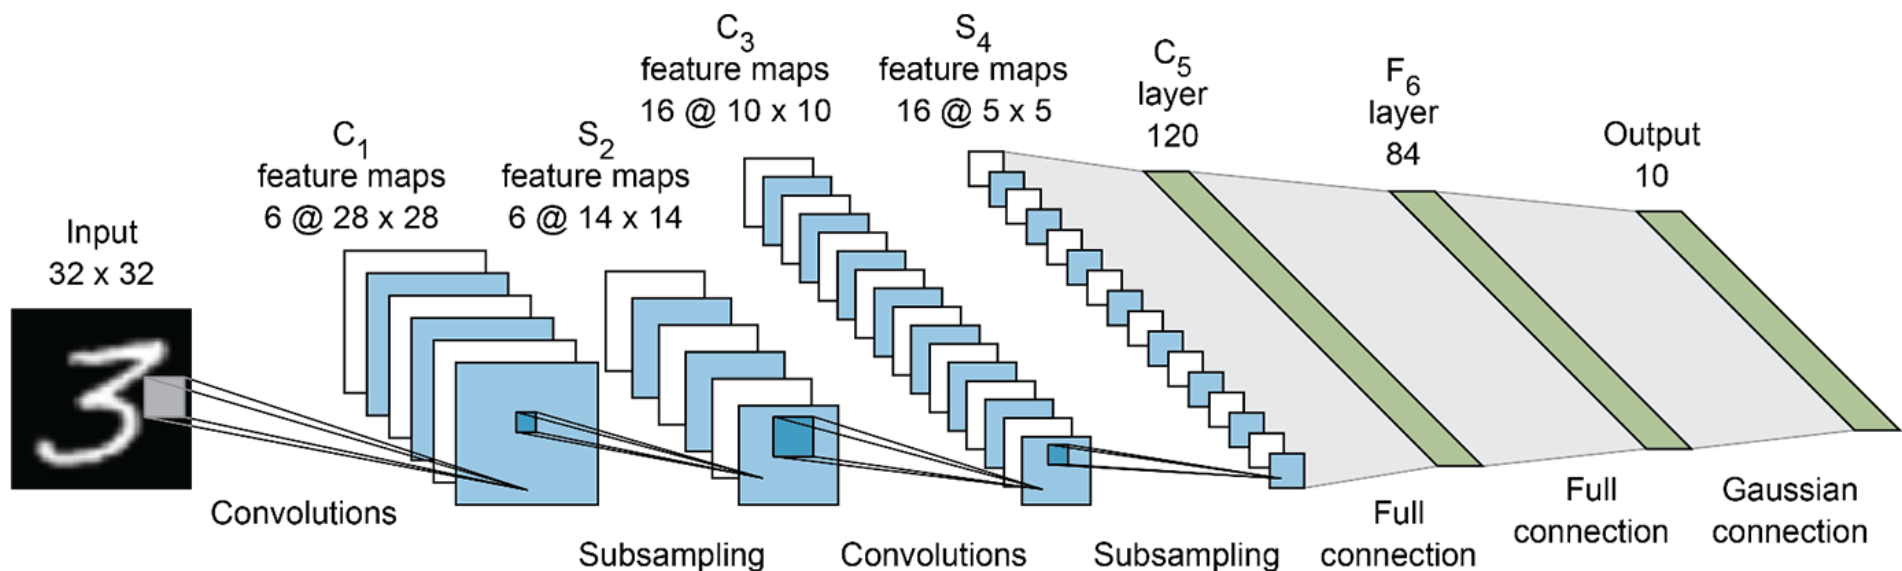 Input
32 x 32
C1
feature maps
6 @ 28 x 28
S2
feature maps
6 @ 14 x 14
C3
feature maps
16 @ 10 x 10
S4
feature maps
16 @ 5 x 5
C5
layer
120
F6
layer
84
Output
10
3
Convolutions
Subsampling
Convolutions
Subsampling
Full
connection
Full
connection
Gaussian
connection